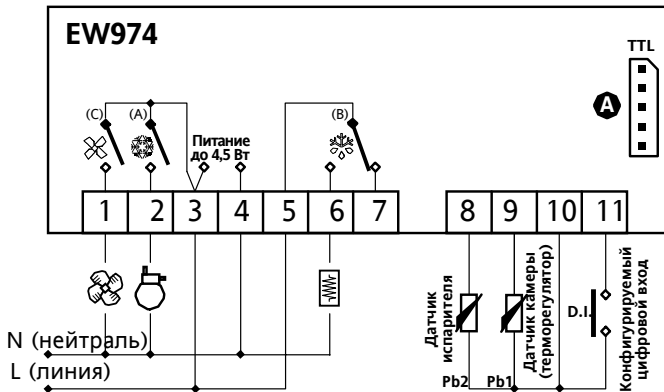 EW974
TTL
A
(C)
(A)
(B)
Питание
до 4,5 Вт
1 2 3 4 5 6 7 8 9 10 11
Датчик
испарителя
Датчик камеры
(терморегулятор)
D.I.
Конфигурируемый
цифровой вход
N (нейтраль)
L (линия)
Pb2
Pb1